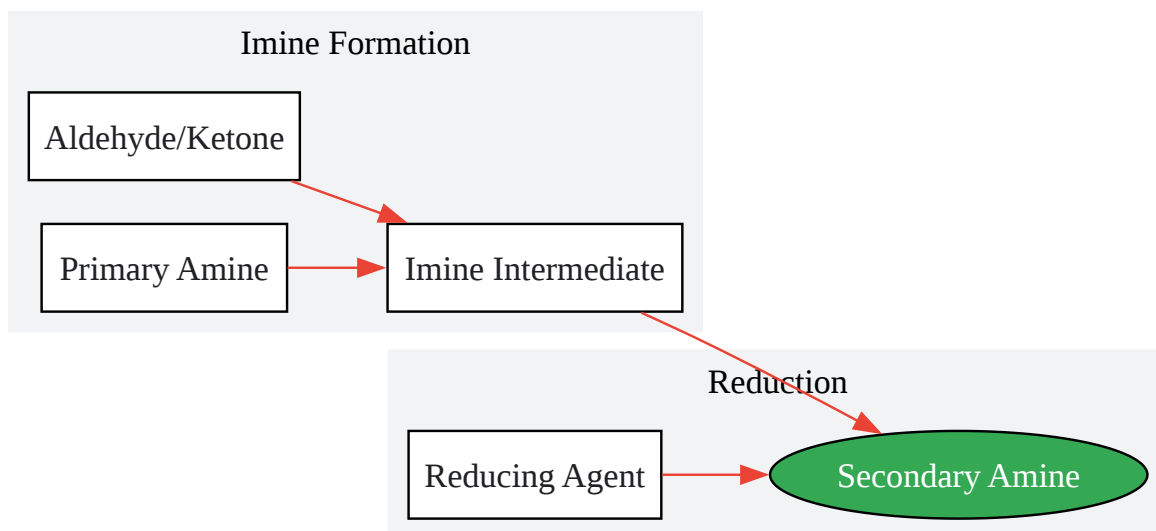 Imine Formation
Aldehyde/Ketone
Primary Amine
Imine Intermediate
Reduction
Reducing Agent
Secondary Amine